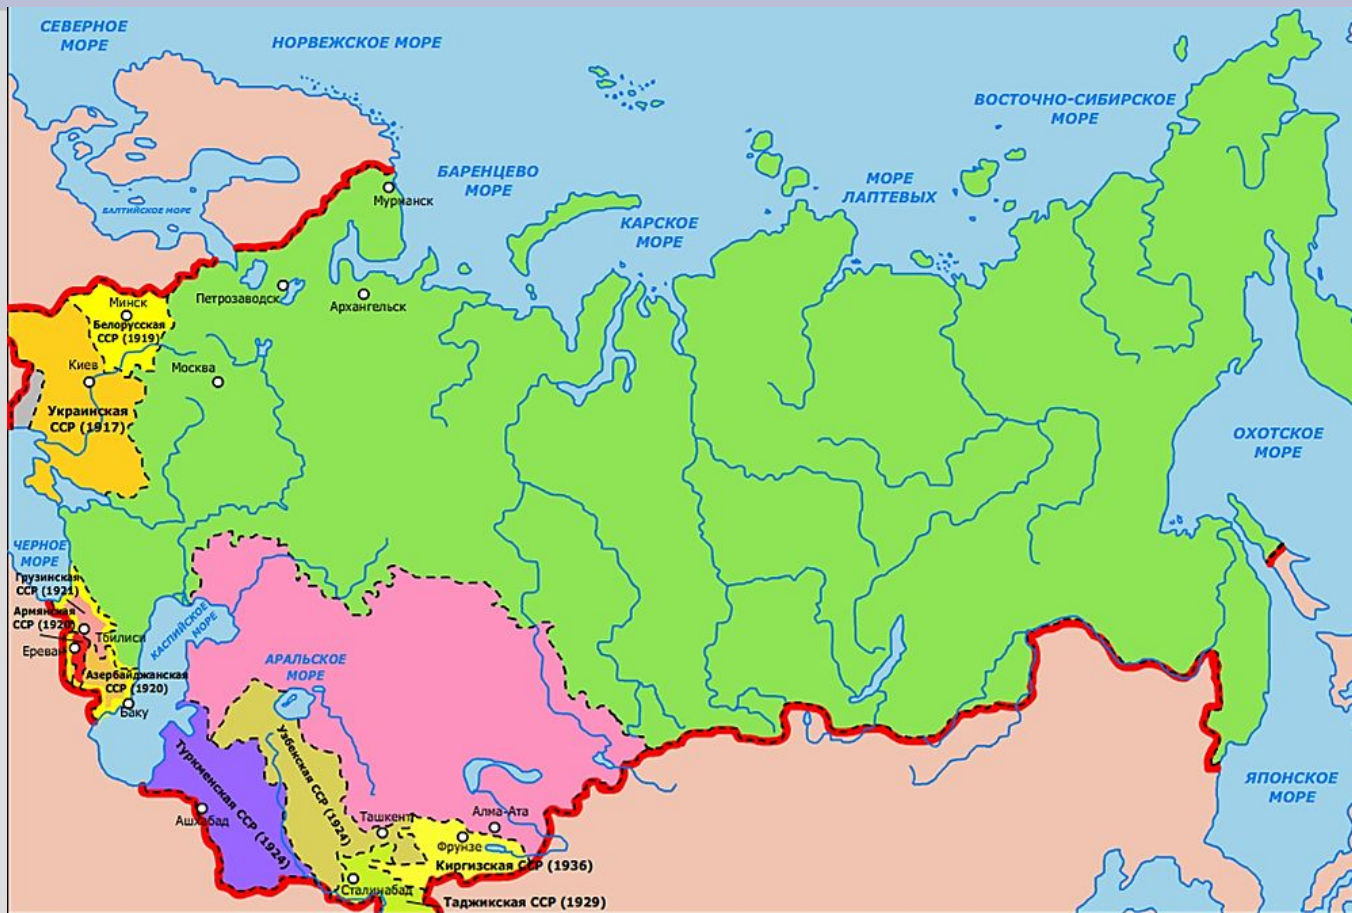 СЕВЕРНОЕ
МОРЕ
НОРВЕЖСКОЕ МОРЕ
ВОСТОЧНО-СИБИРСКОЕ
МОРЕ
БАРЕНЦЕВО
МОРЕ
МОРЕ
ЛАПТЕВЫХ
КАРСКОЕ
МОРЕ
БАЛТИЙСКОЕ МОРЕ
Мурманск
Петрозаводск
Архангельск
Минск
Белорусская
ССР (1919)
Киев
Москва
Украинская
ССР (1917)
ОХОТСКОЕ
МОРЕ
ЧЕРНОЕ
МОРЕ
Грузинская
ССР (1921)
Армянская
ССР (1920)
Тбилиси
Ереван
Азербайджанская
ССР (1920)
Баку
КАСПИЙСКОЕ
МОРЕ
АРАЛЬСКОЕ
МОРЕ
Туркменская ССР (1924)
Узбекская ССР (1924)
Ашхабад
Ташкент
Алма-Ата
Фрунзе
Киргизская ССР (1936)
Сталинабад
Таджикская ССР (1929)
ЯПОНСКОЕ
МОРЕ